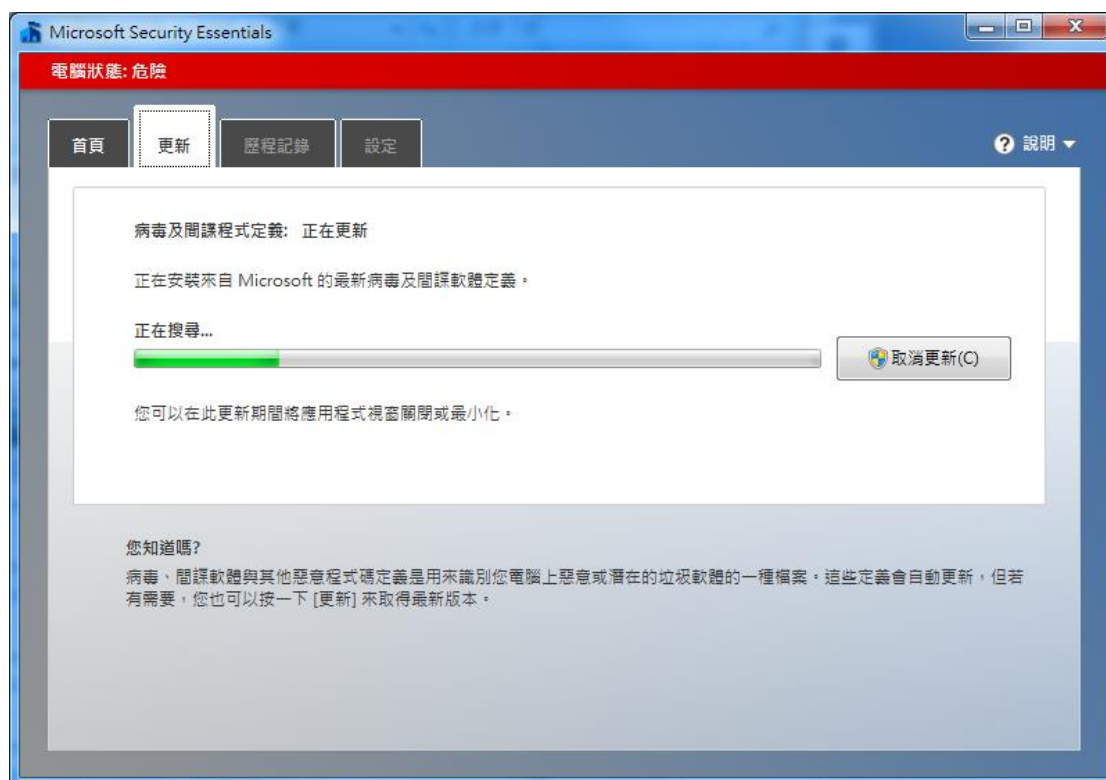 Microsoft Security Essentials
電腦狀態: 危險
首頁
更新
歷程記錄
設定
? 說明
病毒及間諜程式定義: 正在更新
正在安裝來自 Microsoft 的最新病毒及間諜軟體定義。
正在搜尋...
取消更新(C)
您可以在此更新期間將應用程式視窗關閉或最小化。
您知道嗎?
病毒、間諜軟體與其他惡意程式碼定義是用來識別您電腦上惡意或潛在的垃圾軟體的一種檔案。這些定義會自動更新，但若
有需要，您也可以按一下 [更新] 來取得最新版本。